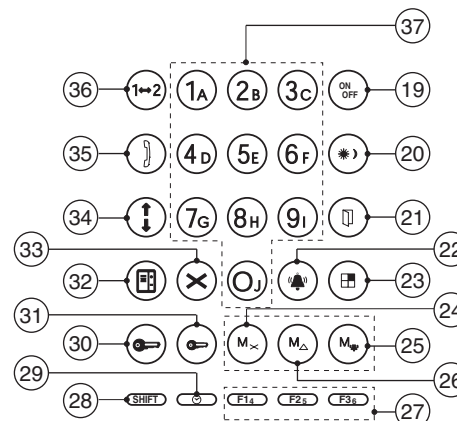 37
36 1↔2 1A 2B 3C ON OFF 19
35 4D 5E 6F 20
34 7G 8H 9I 21
33 22
32 OJ 23
31 24
30 M× M△ M 25
29 26
28 SHIFT F14 F25 F36 27